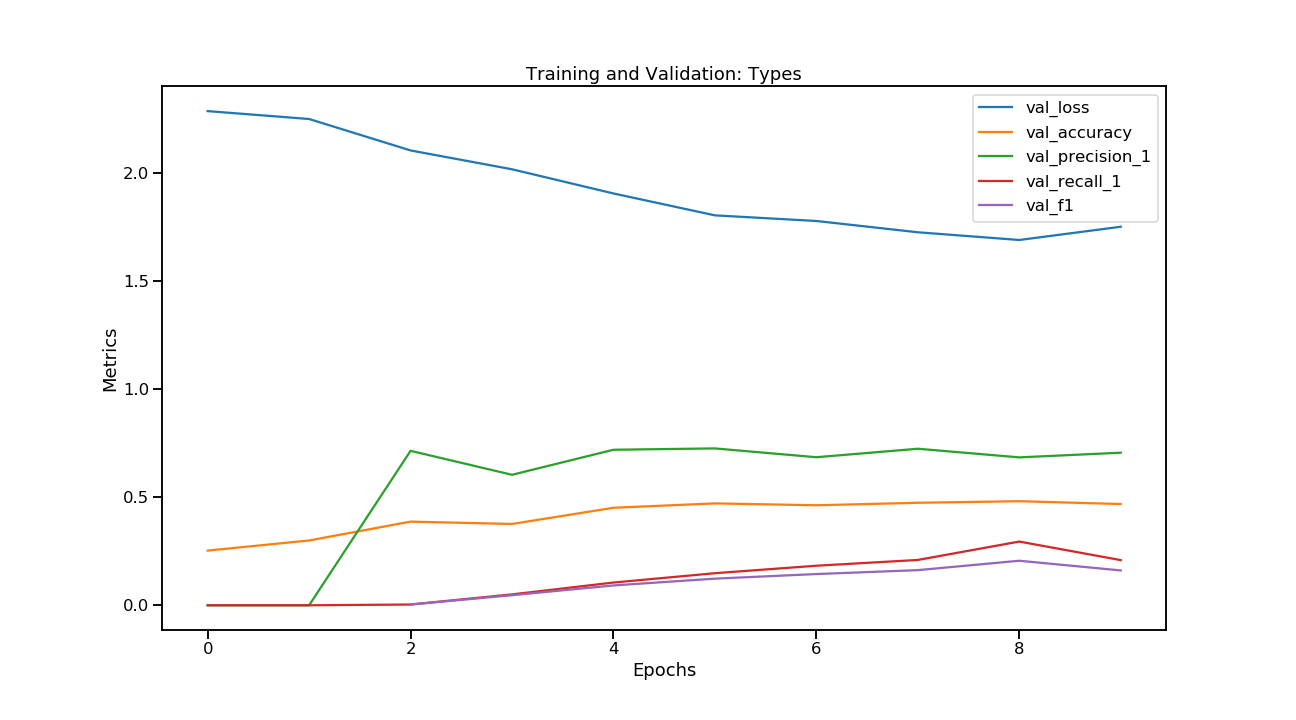 Training and Validation: Types
val_loss
val_accuracy
val_precision_1
val_recall_1
val_f1
Metrics
2.0
1.5
1.0
0.5
0.0
0 2 4 6 8
Epochs